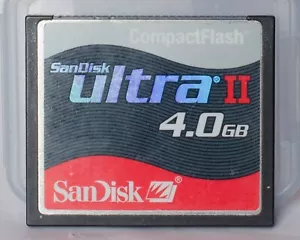 CompactFlash
SanDisk
ultra® II
4.0GB
SanDisk